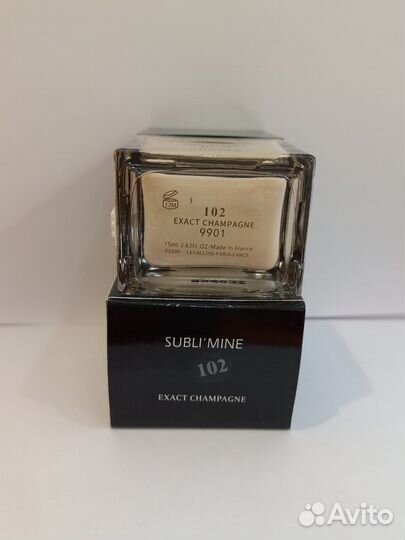 12M
102
EXACT CHAMPAGNE
9901
75ml-2.63FL.OZ-Made In France
92300 LEVALLOIS-PARIS-FANCE
SUBLI'MINE
102
EXACT CHAMPAGNE
Avito